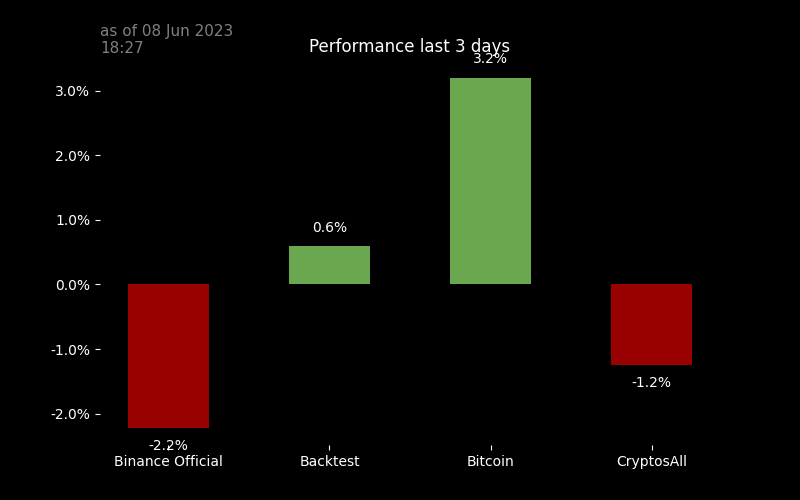 as of 08 Jun 2023
18:27
Performance last 3 days
3.2%
3.0%
2.0%
1.0%
0.6%
0.0%
-1.0%
-1.2%
-2.0%
-2.2%
Binance Official
Backtest
Bitcoin
CryptosAll